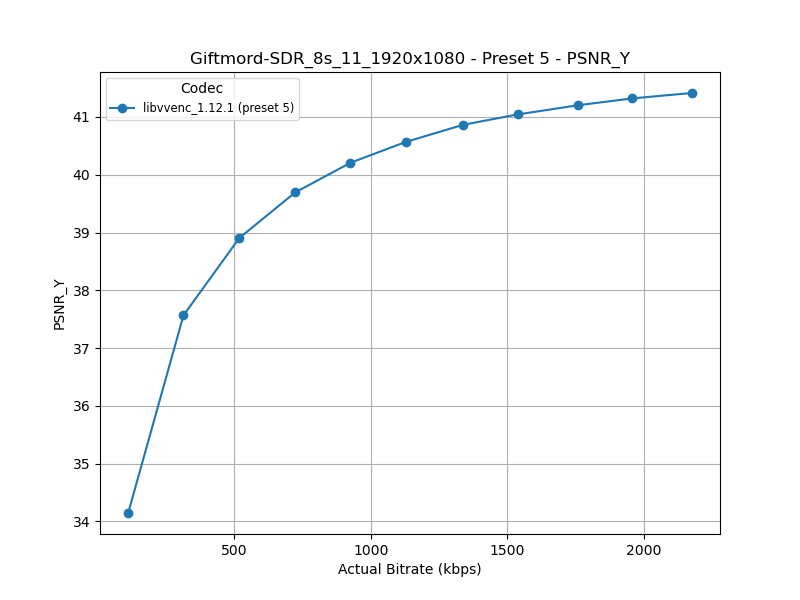 Giftmord-SDR_8s_11_1920x1080 - Preset 5 - PSNR_Y
Codec
libvvenc_1.12.1 (preset 5)
41
40
39
38
37
36
35
34
PSNR_Y
500 1000 1500 2000
Actual Bitrate (kbps)